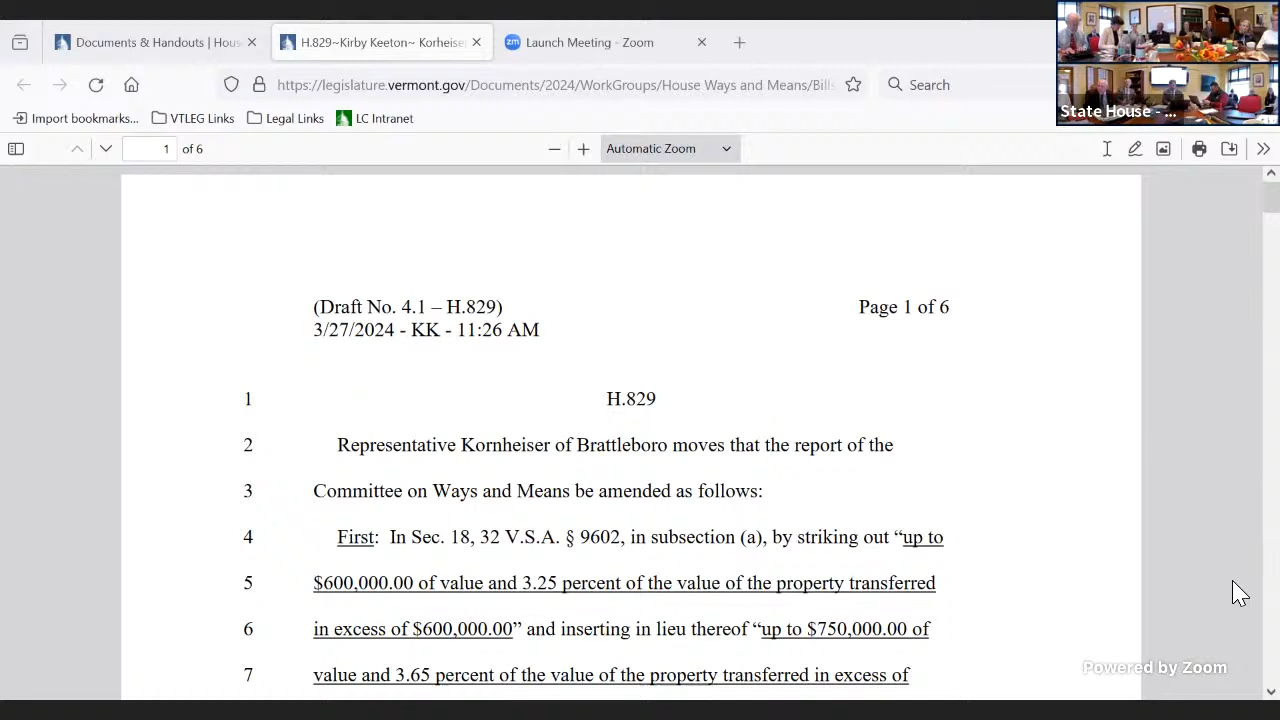 Documents & Handouts | Hous
H.829~Kirby Keeton~ Korheise
Launch Meeting - Zoom
https://legislature.vermont.gov/Documents/2024/WorkGroups/House Ways and Means/Bills
Search
Import bookmarks...
VTLEG Links
Legal Links
LC Intranet
State House - ...
1 of 6
Automatic Zoom
(Draft No. 4.1 – H.829)
Page 1 of 6
3/27/2024 - KK - 11:26 AM
1 H.829
2 Representative Kornheiser of Brattleboro moves that the report of the
3 Committee on Ways and Means be amended as follows:
4 First: In Sec. 18, 32 V.S.A. § 9602, in subsection (a), by striking out “up to
5 $600,000.00 of value and 3.25 percent of the value of the property transferred
6 in excess of $600,000.00” and inserting in lieu thereof “up to $750,000.00 of
7 value and 3.65 percent of the value of the property transferred in excess of
Powered by Zoom